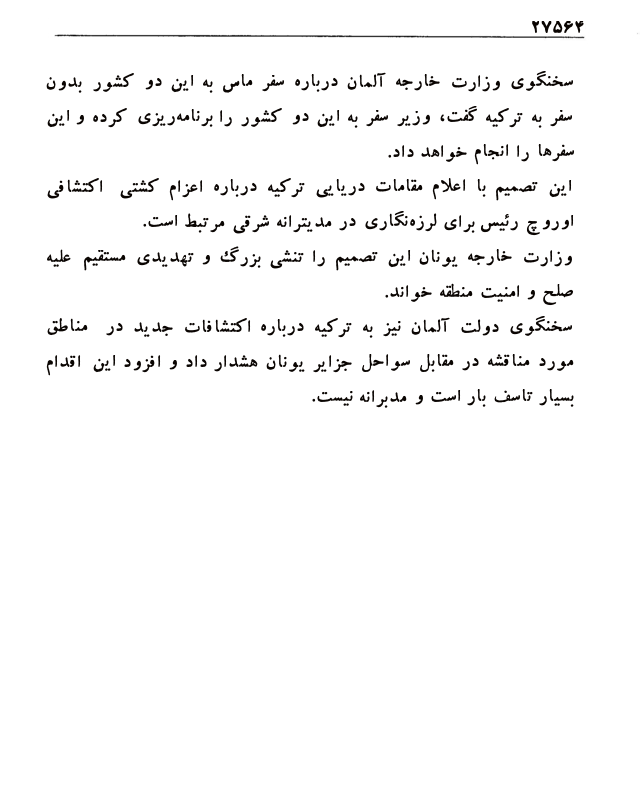 ۲۷۵۶۴
سخنگوی وزارت خارجه آلمان درباره سفر ماس به این دو کشور بدون
سفر به ترکیه گفت، وزیر سفر به این دو کشور را برنامه‌ریزی کرده و این
سفرها را انجام خواهد داد.
این تصمیم با اعلام مقامات دریایی ترکیه درباره اعزام کشتی اکتشافی
اوروچ رئیس برای لرزه‌نگاری در مدیترانه شرقی مرتبط است.
وزارت خارجه یونان این تصمیم را تنشی بزرگ و تهدیدی مستقیم علیه
صلح و امنیت منطقه خواند.
سخنگوی دولت آلمان نیز به ترکیه درباره اکتشافات جدید در مناطق
مورد مناقشه در مقابل سواحل جزایر یونان هشدار داد و افزود این اقدام
بسیار تاسف بار است و مدبرانه نیست.